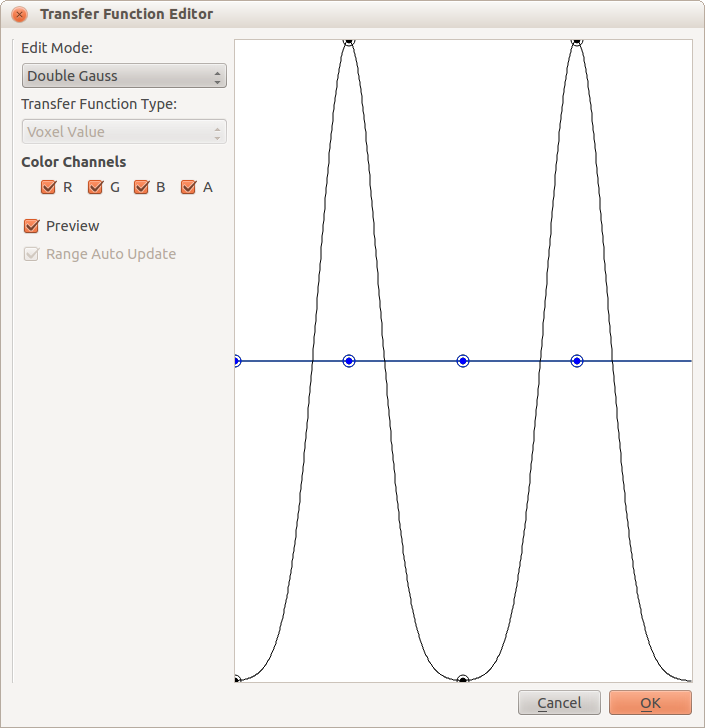 Transfer Function Editor
Edit Mode:
Double Gauss
Transfer Function Type:
Voxel Value
Color Channels
R G B A
Preview
Range Auto Update
Cancel OK